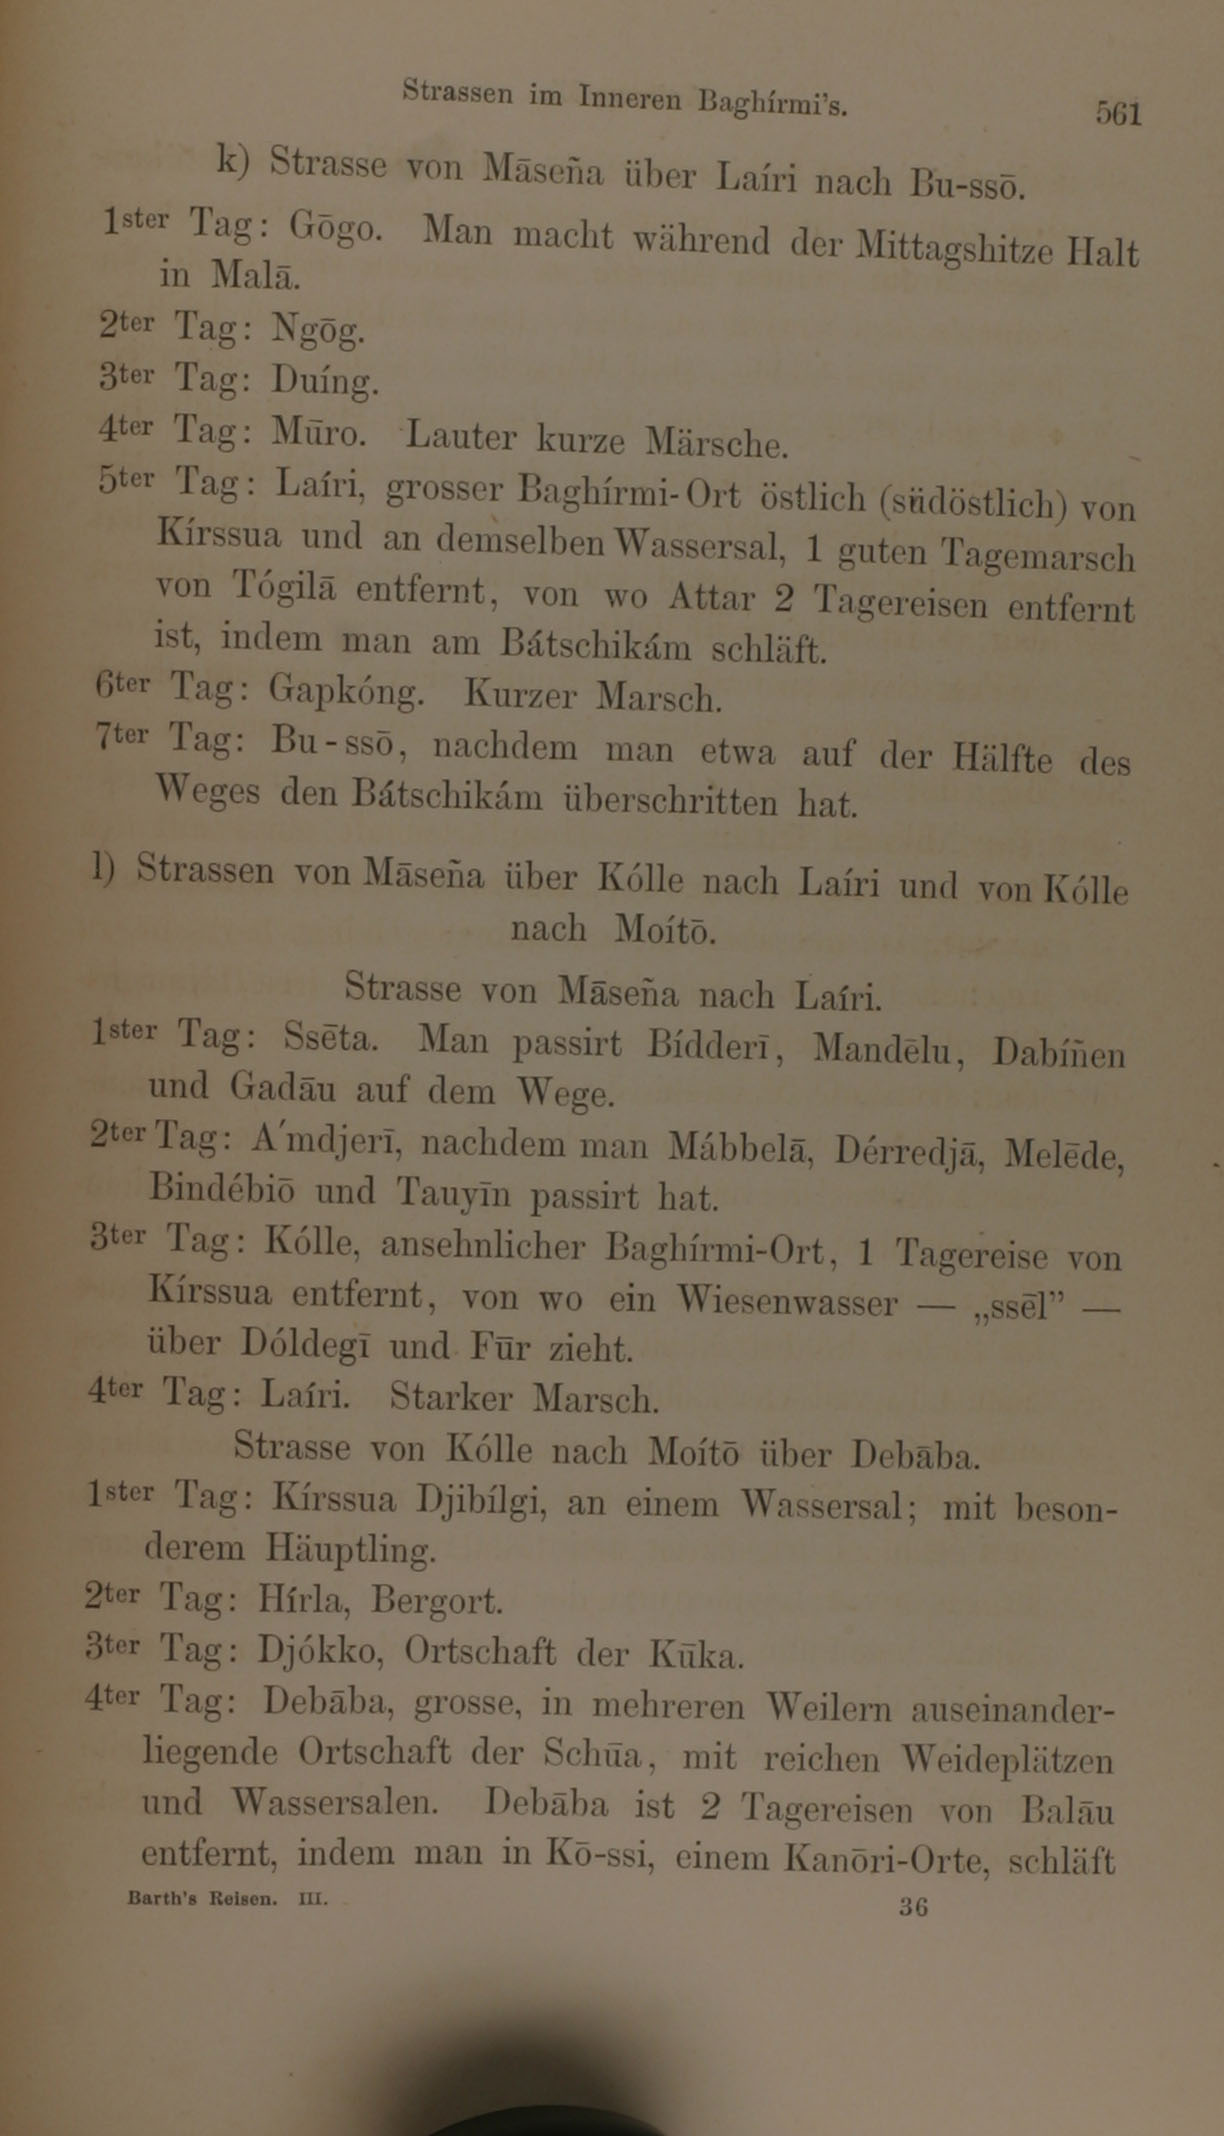 Strassen im Inneren Baghírmi's.
561
k) Strasse von Māseña über Laíri nach Bu-ssō.
1ster Tag: Gōgo. Man macht während der Mittagshitze Halt
in Malā.
2ter Tag: Ngōg.
3ter Tag: Duíng.
4ter Tag: Mūro. Lauter kurze Märsche.
5ter Tag: Laíri, grosser Baghírmi-Ort östlich (südöstlich) von
Kírssua und an demselben Wassersal, 1 guten Tagemarsch
von Tógilā entfernt, von wo Attar 2 Tagereisen entfernt
ist, indem man am Bátschikám schläft.
6ter Tag: Gapkóng. Kurzer Marsch.
7ter Tag: Bu-ssō, nachdem man etwa auf der Hälfte des
Weges den Bátschikám überschritten hat.
l) Strassen von Māseña über Kólle nach Laíri und von Kólle
nach Moítō.
Strasse von Māseña nach Laíri.
1ster Tag: Ssēta. Man passirt Bídderī, Mandēlu, Dabíñen
und Gadāu auf dem Wege.
2ter Tag: A´mdjerī, nachdem man Mábbelā, Dérredjā, Melēde,
Bindébiō und Tauyīn passirt hat.
3ter Tag: Kólle, ansehnlicher Baghírmi-Ort, 1 Tagereise von
Kírssua entfernt, von wo ein Wiesenwasser — „ssēl" —
über Dóldegī und Fūr zieht.
4ter Tag: Laíri. Starker Marsch.
Strasse von Kólle nach Moítō über Debāba.
1ster Tag: Kírssua Djibílgi, an einem Wassersal; mit beson-
derem Häuptling.
2ter Tag: Hírla, Bergort.
3ter Tag: Djókko, Ortschaft der Kūka.
4ter Tag: Debāba, grosse, in mehreren Weilern auseinander-
liegende Ortschaft der Schūa, mit reichen Weideplätzen
und Wassersalen. Debāba ist 2 Tagereisen von Balāu
entfernt, indem man in Kō-ssi, einem Kanōri-Orte, schläft
Barth's Reisen. III.
36